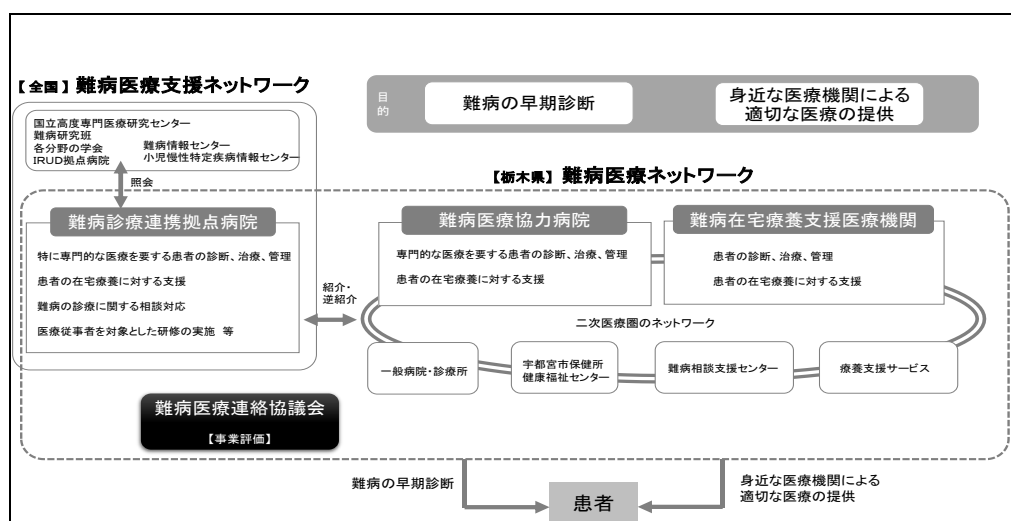 【全国】難病医療支援ネットワーク
目的
難病の早期診断
身近な医療機関による
適切な医療の提供
国立高度専門医療研究センター
難病研究班
各分野の学会
IRUD拠点病院
難病情報センター
小児慢性特定疾病情報センター
照会
【栃木県】難病医療ネットワーク
難病診療連携拠点病院
特に専門的な医療を要する患者の診断、治療、管理
患者の在宅療養に対する支援
難病の診療に関する相談対応
医療従事者を対象とした研修の実施 等
紹介・
逆紹介
難病医療協力病院
専門的な医療を要する患者の診断、治療、管理
患者の在宅療養に対する支援
難病在宅療養支援医療機関
患者の診断、治療、管理
患者の在宅療養に対する支援
二次医療圏のネットワーク
一般病院・診療所
宇都宮市保健所
健康福祉センター
難病相談支援センター
療養支援サービス
難病医療連絡協議会
【事業評価】
難病の早期診断
患者
身近な医療機関による
適切な医療の提供